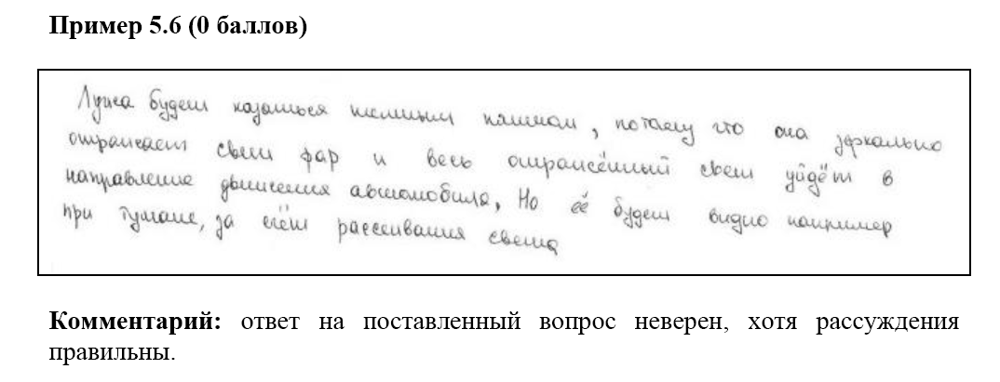 Пример 5.6 (0 баллов)
Лужа будет казаться темным пятном, потому что она зеркально
отражает свет фар и весь отражённый свет уйдёт в
направление движения автомобиля, Но её будет видно например
при тумане, за счёт рассеивания света
Комментарий: ответ на поставленный вопрос неверен, хотя рассуждения
правильны.